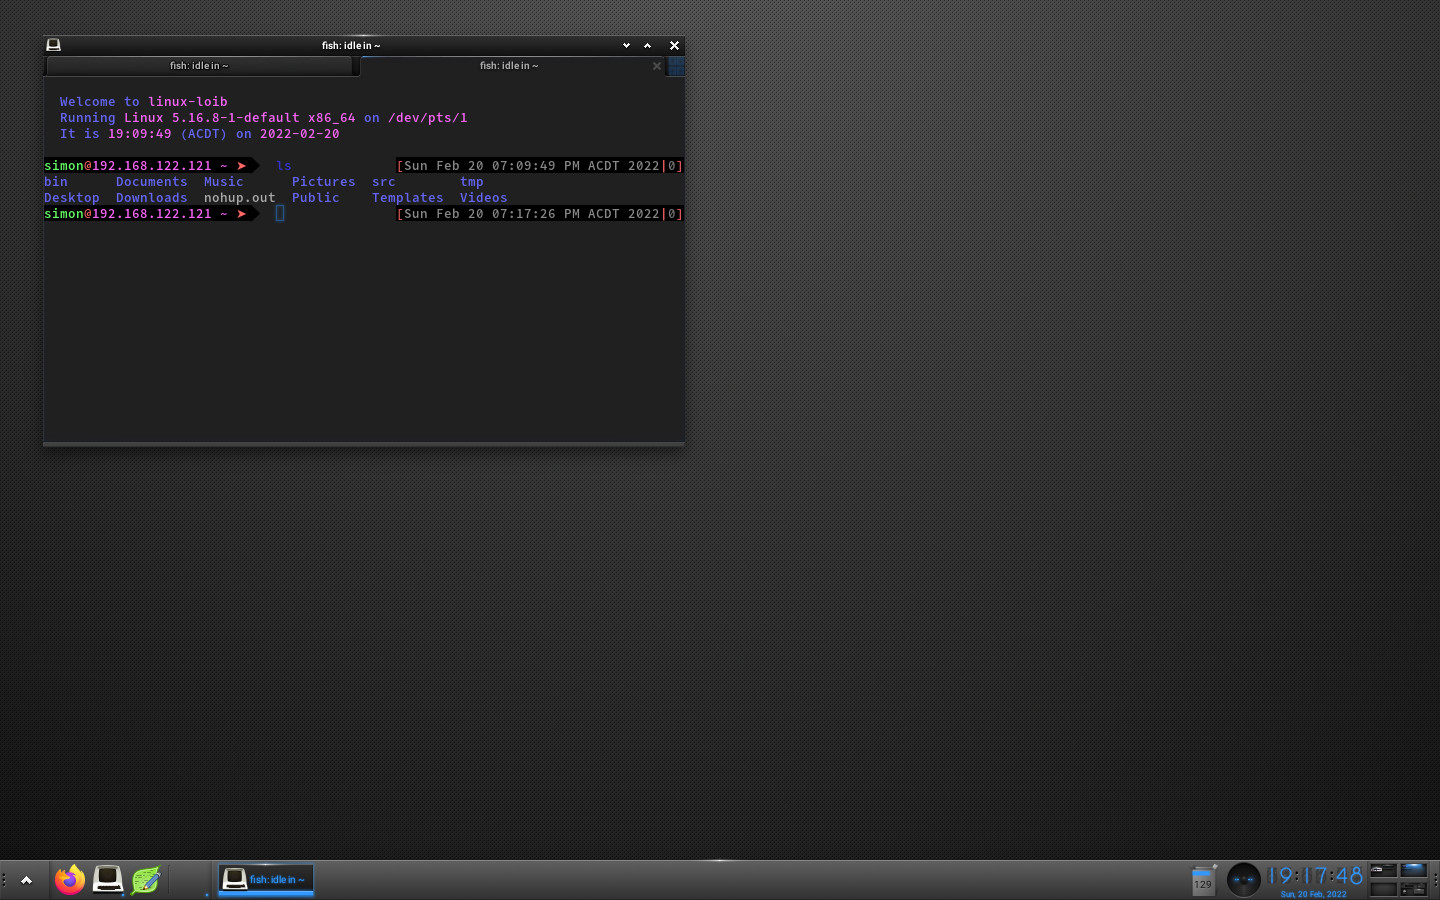 fish: idle in ~
fish: idle in ~
fish: idle in ~
Welcome to linux-loib
Running Linux 5.16.8-1-default x86_64 on /dev/pts/1
It is 19:09:49 (ACDT) on 2022-02-20
simon@192.168.122.121 ~ ➤ ls [Sun Feb 20 07:09:49 PM ACDT 2022|0]
bin Documents Music Pictures src tmp
Desktop Downloads nohup.out Public Templates Videos
simon@192.168.122.121 ~ ➤ [Sun Feb 20 07:17:26 PM ACDT 2022|0]
fish: idle in ~
129
19:17:48
Sun, 20 Feb, 2022